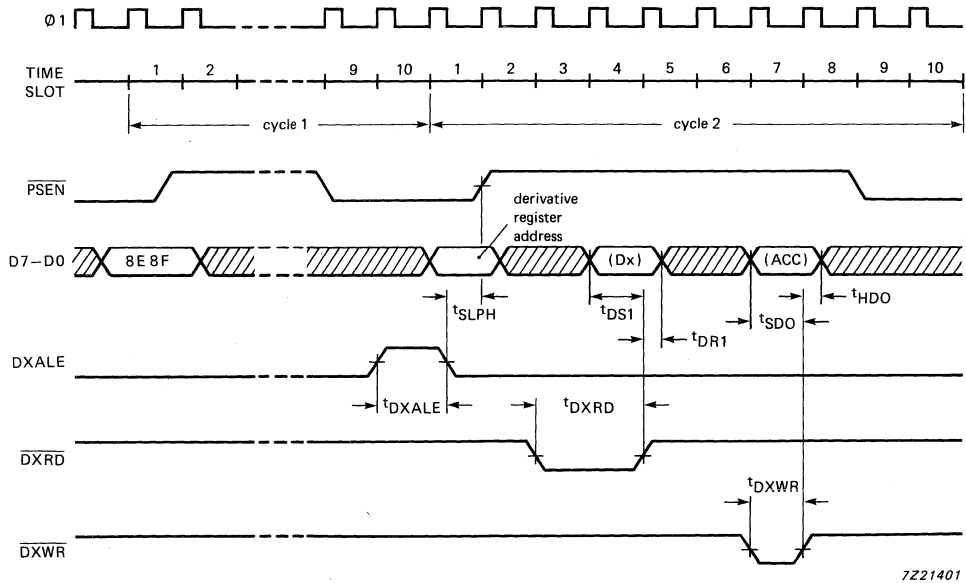 Ø1
TIME SLOT 1 2 9 10 1 2 3 4 5 6 7 8 9 10
cycle 1 cycle 2
PSEN
derivative
register
address
D7–D0 8E 8F (Dx) (ACC)
tSLPH tDS1 tSDO tHDO
tDR1
DXALE
tDXALE tDXRD
DXRD
tDXWR
DXWR
7Z21401